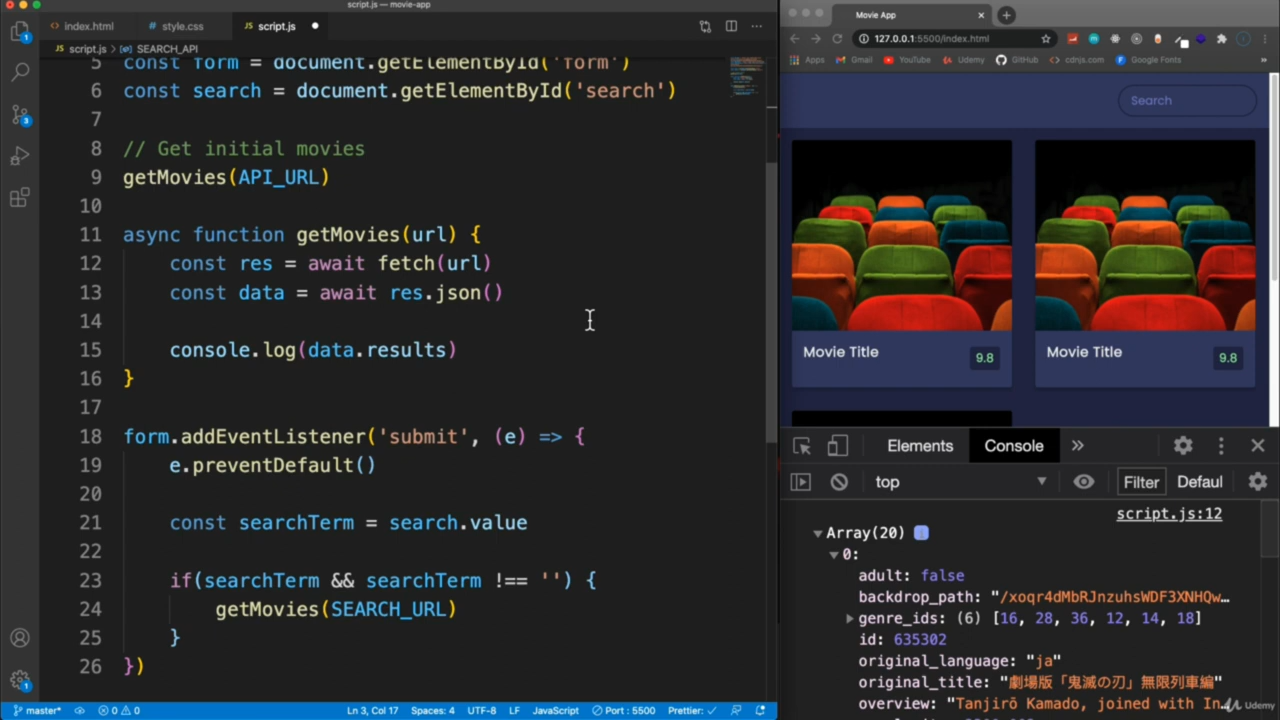 script.js — movie-app
index.html
style.css
script.js
script.js > SEARCH_API
5 const form = document.getElementById('form')
6 const search = document.getElementById('search')
7
8 // Get initial movies
9 getMovies(API_URL)
10
11 async function getMovies(url) {
12 const res = await fetch(url)
13 const data = await res.json()
14
15 console.log(data.results)
16 }
17
18 form.addEventListener('submit', (e) => {
19 e.preventDefault()
20
21 const searchTerm = search.value
22
23 if(searchTerm && searchTerm !== '') {
24 getMovies(SEARCH_URL)
25 }
26 })
master* 0 0 Ln 3, Col 17 Spaces: 4 UTF-8 LF JavaScript Port : 5500 Prettier: ✓
Movie App
127.0.0.1:5500/index.html
Apps Gmail YouTube Udemy GitHub cdnjs.com Google Fonts »
Search
Movie Title 9.8
Movie Title 9.8
Elements Console »
top Filter Defaul
script.js:12
Array(20)
0:
adult: false
backdrop_path: "/xoqr4dMbRJnzuhsWDF3XNHQw…
genre_ids: (6) [16, 28, 36, 12, 14, 18]
id: 635302
original_language: "ja"
original_title: "劇場版「鬼滅の刃」無限列車編"
overview: "Tanjirō Kamado, joined with In…
Udemy